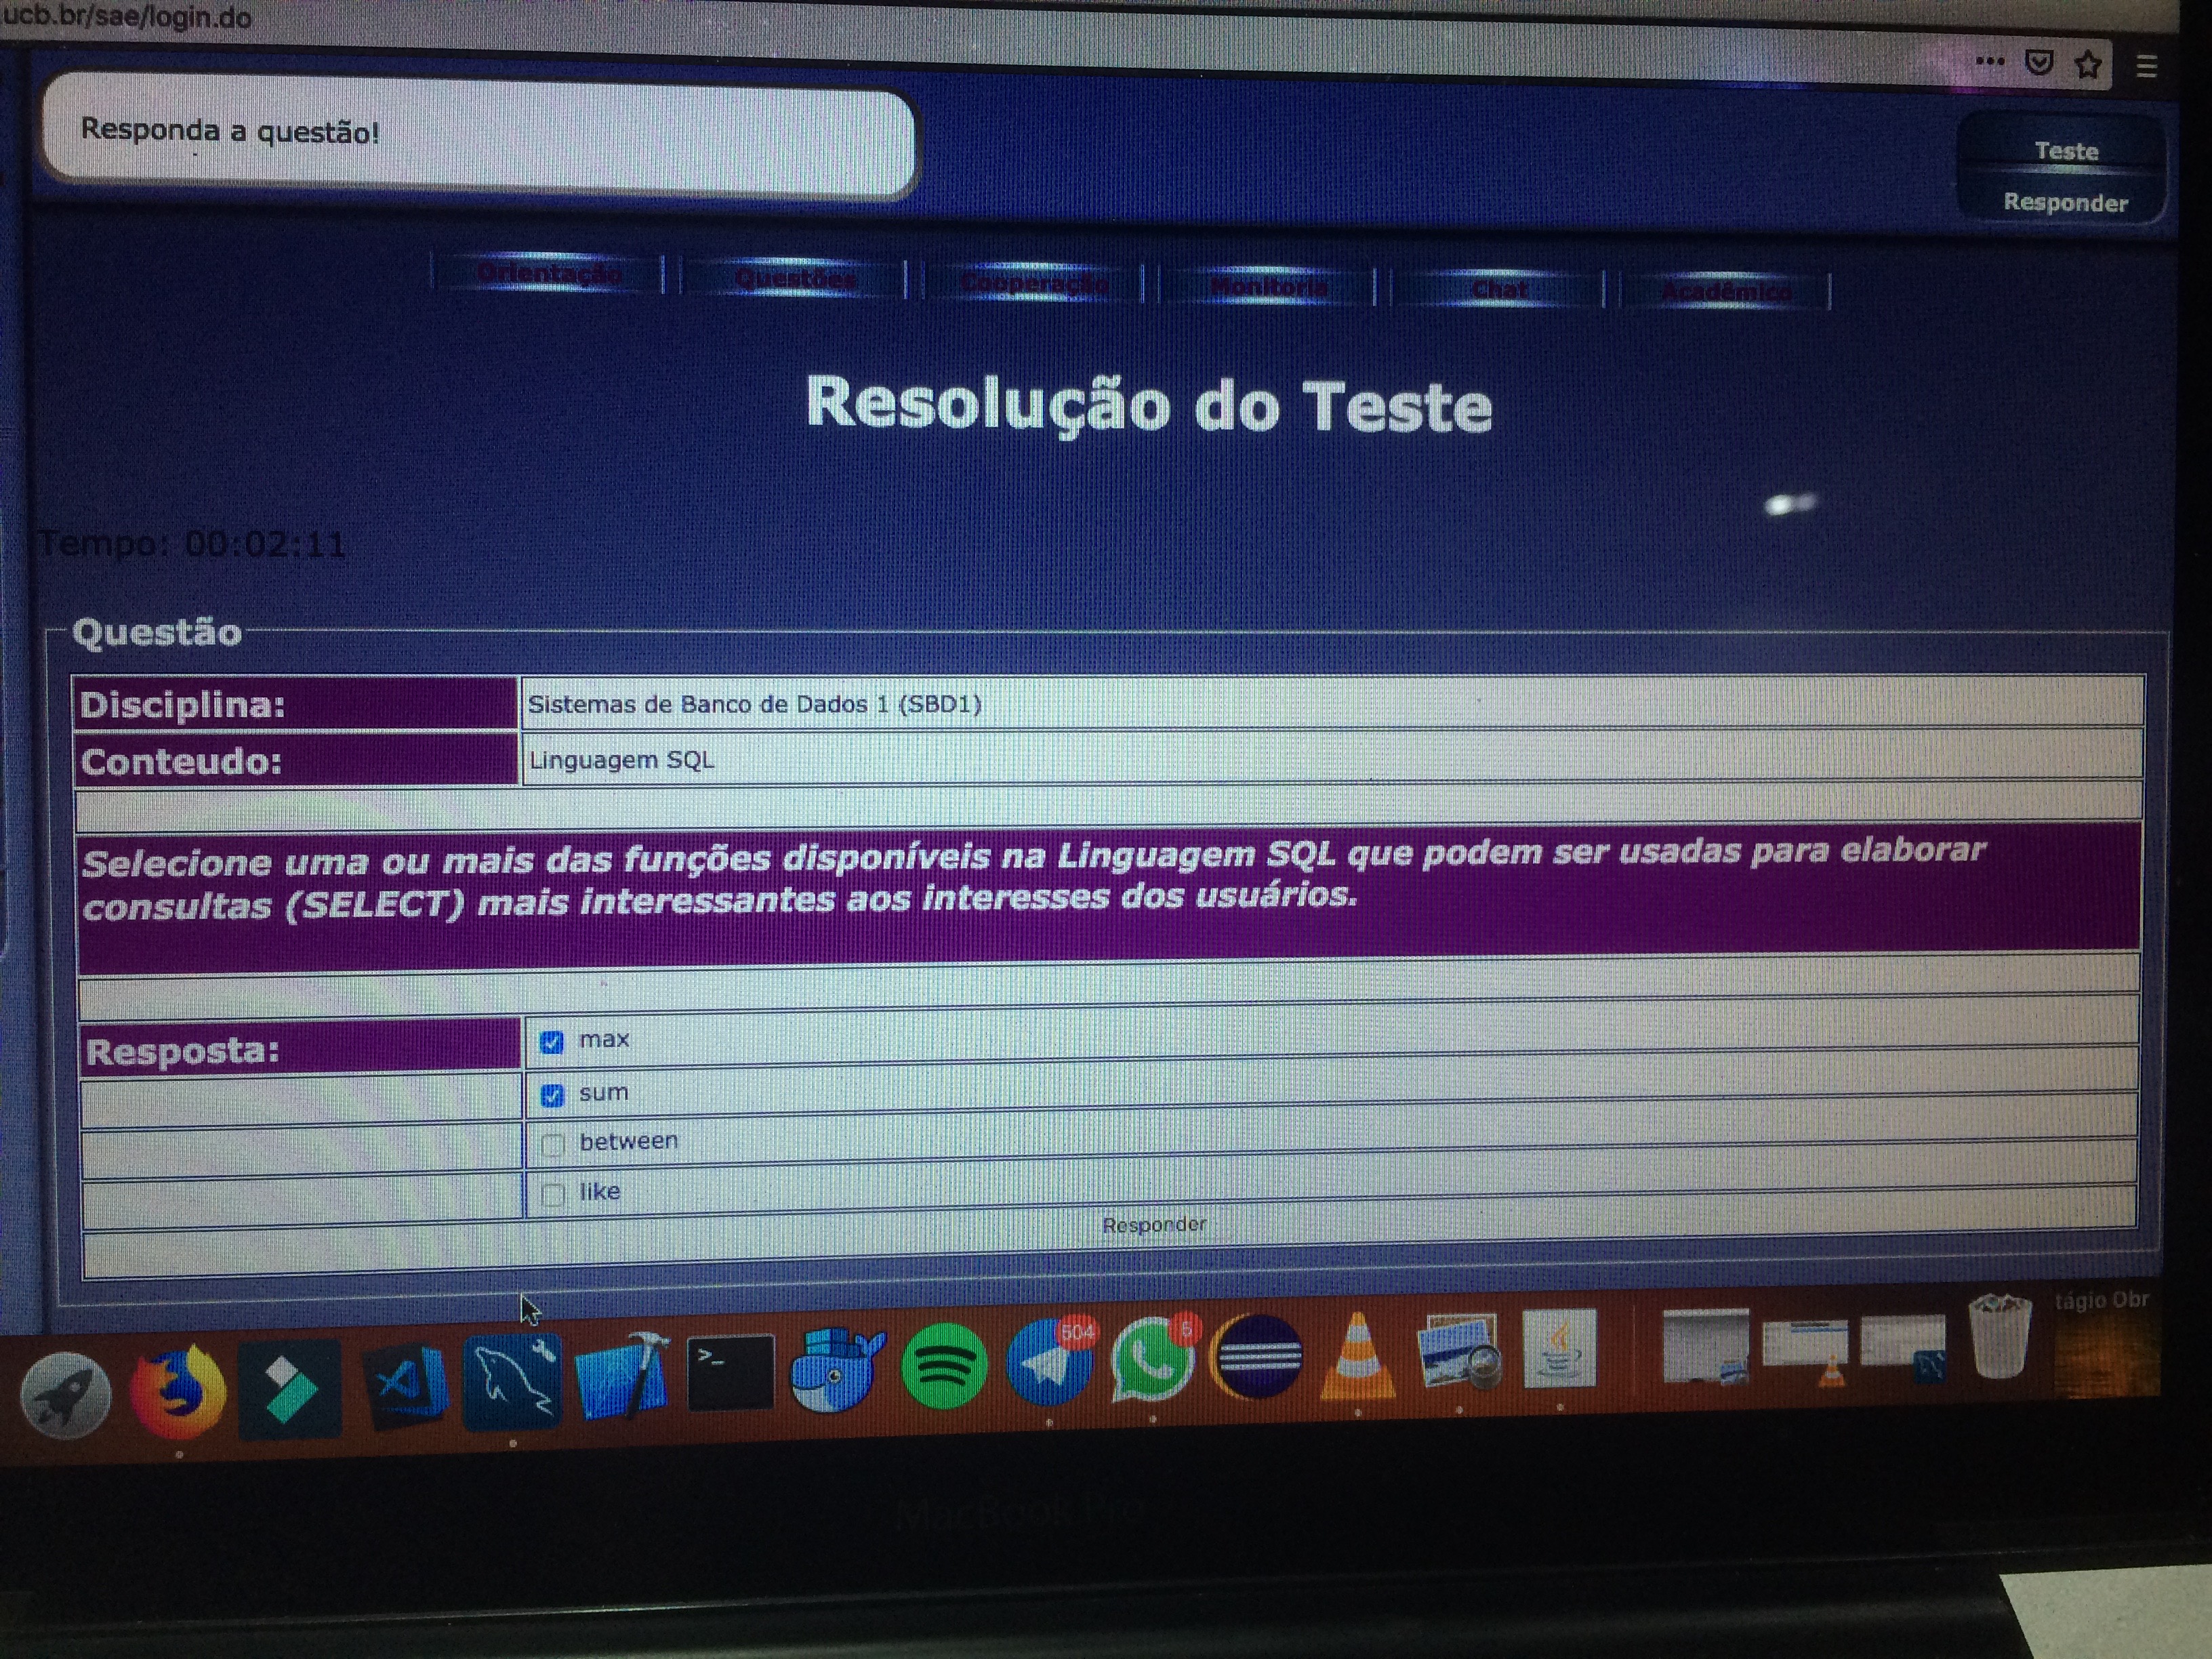 ucb.br/sae/login.do
Responda a questão!
Teste
Responder
Orientação Questões Cooperação Monitoria Chat Acadêmico
Resolução do Teste
Tempo: 00:02:11
Questão
Disciplina: Sistemas de Banco de Dados 1 (SBD1)
Conteudo: Linguagem SQL
Selecione uma ou mais das funções disponíveis na Linguagem SQL que podem ser usadas para elaborar
consultas (SELECT) mais interessantes aos interesses dos usuários.
Resposta: max
sum
between
like
Responder
tágio Obr
504
5
>_
MacBook Pro